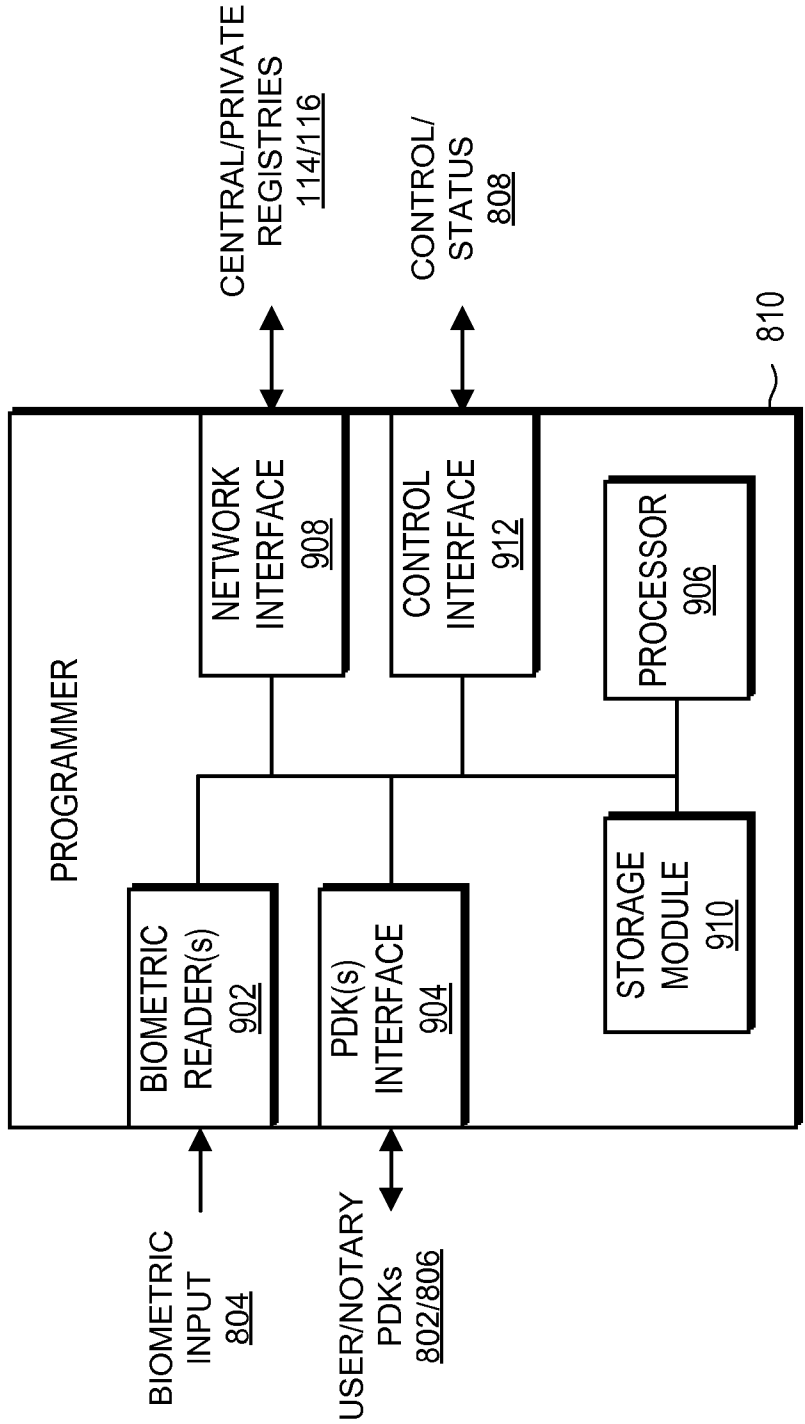 PROGRAMMER
810
BIOMETRIC
INPUT
804
BIOMETRIC
READER(s)
902
USER/NOTARY
PDKs
802/806
PDK(s)
INTERFACE
904
NETWORK
INTERFACE
908
CENTRAL/PRIVATE
REGISTRIES
114/116
CONTROL
INTERFACE
912
CONTROL/
STATUS
808
STORAGE
MODULE
910
PROCESSOR
906